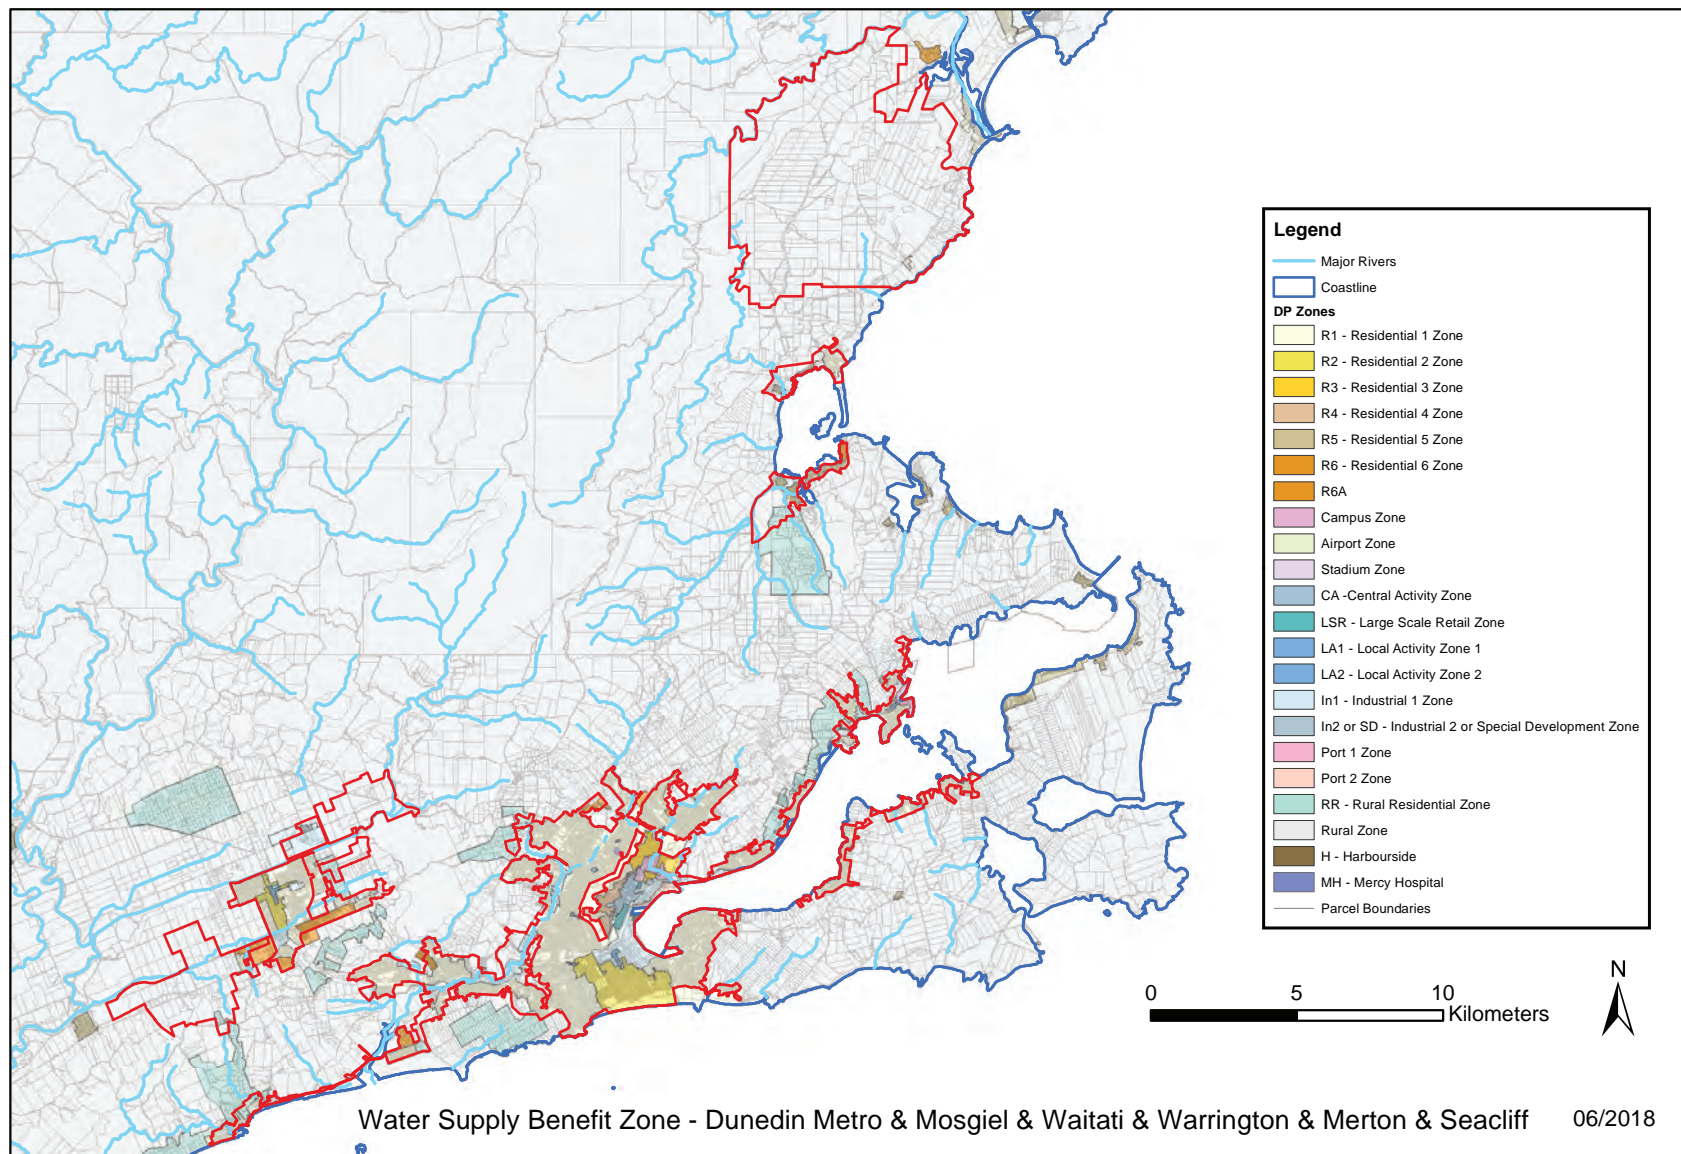 Legend
Major Rivers
Coastline
DP Zones
R1 - Residential 1 Zone
R2 - Residential 2 Zone
R3 - Residential 3 Zone
R4 - Residential 4 Zone
R5 - Residential 5 Zone
R6 - Residential 6 Zone
R6A
Campus Zone
Airport Zone
Stadium Zone
CA -Central Activity Zone
LSR - Large Scale Retail Zone
LA1 - Local Activity Zone 1
LA2 - Local Activity Zone 2
In1 - Industrial 1 Zone
In2 or SD - Industrial 2 or Special Development Zone
Port 1 Zone
Port 2 Zone
RR - Rural Residential Zone
Rural Zone
H - Harbourside
MH - Mercy Hospital
Parcel Boundaries
N
0 5 10
Kilometers
Water Supply Benefit Zone - Dunedin Metro & Mosgiel & Waitati & Warrington & Merton & Seacliff 06/2018